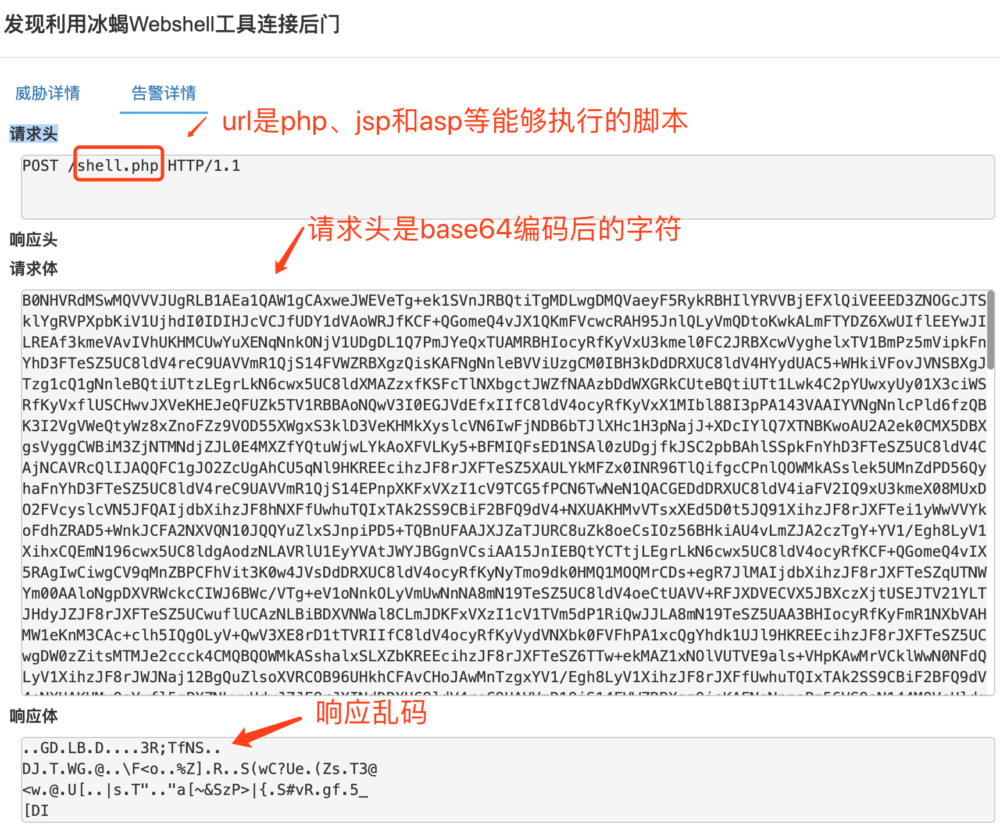 发现利用冰蝎Webshell工具连接后门
威胁详情 告警详情
url是php、jsp和asp等能够执行的脚本
请求头
POST /shell.php HTTP/1.1
请求头是base64编码后的字符
响应头
请求体
B0NHVRdMSwMQVVVJUgRLB1AEa1QAW1gCAxweJWEVeTg+ek1SVnJRBQtiTgMDLwgDMQVaeyF5RykRBHIlYRVVBjEFXlQiVEEED3ZNOGcJTS
klYgRVPXpbKiV1UjhdI0IDIHJcVCJfUDY1dVAoWRJfKCF+QGomeQ4vJX1QKmFVcwcRAH95JnlQLyVmQDtoKwkALmFTYDZ6XwUIflEEYwJI
LREAf3kmeVAvIVhUKHMCUwYuXENqNnkONjV1UDgDL1Q7PmJYeQxTUAMRBHIocyRfKyVxU3kmel0FC2JRBXcwVyghelxTV1BmPz5mVipkFn
YhD3FTeSZ5UC8ldV4reC9UAVVmR1QjS14FVWZRBXgzQisKAFNgNnleBVViUzgCM0IBH3kDdDRXUC8ldV4HYydUAC5+WHkiVFovJVNSBXgJ
Tzg1cQ1gNnleBQtiUTtzLEgrLkN6cwx5UC8ldXMAZzxfKSFcTlNXbgctJWZfNAAzbDdWXGRkCUteBQtiUTt1Lwk4C2pYUwxyUy01X3ciWS
RfKyVxflUSCHwvJXVeKHEJeQFUZk5TV1RBBAoNQwV3I0EGJVdEfxIIfC8ldV4ocyRfKyVxX1MIbl88I3pPA143VAAIYVNgNnlcPld6fzQB
K3I2VgVWeQtyWz8xZnoFZz9VOD55XWgxS3klD3VeKHMkXyslcVN6IwFjNDB6bTJlXHc1H3pNajJ+XDcIYlQ7XTNBKwoAU2A2ek0CMX5DBX
gsVyggCWBiM3ZjNTMNdjZJL0E4MXZfYQtuWjwLYkAoXFVLKy5+BFMIQFsED1NSAl0zUDgjfkJSC2pbBAhlSSpkFnYhD3FTeSZ5UC8ldV4C
AjNCAVRcQlIJAQQFC1gJO2ZcUgAhCU5qNl9HKREEcihzJF8rJXFTeSZ5XAULYkMFZx0INR96TlQifgcCPnlQOWMkASslek5UMnZdPD56Qy
haFnYhD3FTeSZ5UC8ldV4reC9UAVVmR1QjS14EPnpXKFxVXzI1cV9TCG5fPCN6TwNeN1QACGEDdDRXUC8ldV4iaFV2IQ9xU3kmeX08MUxD
O2FVcyslcVN5JFQAIjdbXihzJF8hNXFfUwhuTQIxTAk2SS9CBiF2BFQ9dV4+NXUAKHMvVTsxXEd5D0t5JQ91XihzJF8rJXFTei1yWwVVYk
oFdhZRAD5+WnkJCFA2NXVQN10JQQYuZlxSJnpiPD5+TQBnUFAAJXJZaTJURC8uZk8oeCsIOz56BHkiAU4vLmZJA2czTgY+YV1/Egh8LyV1
XihxCQEmN196cwx5UC8ldgAodzNLAVRlU1EyYVAtJWYJBGgnVCsiAA15JnIEBQtYCTtjLEgrLkN6cwx5UC8ldV4ocyRfKCF+QGomeQ4vIX
5RAgIwCiwgCV9qMnZBPCFhVit3K0w4JVsDdDRXUC8ldV4ocyRfKyNyTmo9dk0HMQ1MOQMrCDs+egR7JlMAIjdbXihzJF8rJXFTeSZqUTNW
Ym00AAloNgpDXVRWckcCIWJ6BWc/VTg+eV1oNnkOLyVmUwNnNA8mN19TeSZ5UC8ldV4oeCtUAVV+RFJXDVECVX5JBXczXjtUSEJTV21YLT
JHdyJZJF8rJXFTeSZ5UCwuflUCAzNLBiBDXVNWal8CLmJDKFxVXzI1cV1TVm5dP1RiQwJJLA8mN19TeSZ5UAA3BHIocyRfKyFmR1NXbVAH
MW1eKnM3CAc+clh5IQgOLyV+QwV3XE8rD1tTVRIIfC8ldV4ocyRfKyVydVNXbk0FVFhPA1xcQgYhdk1UJl9HKREEcihzJF8rJXFTeSZ5UC
wgDW0zZitsMTMJe2ccck4CMQBQOWMkASshalxSLXZbKREEcihzJF8rJXFTeSZ6TTw+ekMAZ1xNOlVUTVE9als+VHpKAwMrVCklWwN0NFdQ
LyV1XihzJF8rJWJNaj12BgQuZlsoXVRCOB96UHkhCFAvCHoJAwMnTzgxYV1/Egh8LyV1XihzJF8rJXFfUwhuTQIxTAk2SS9CBiF2BFQ9dV
响应体
响应乱码
..GD.LB.D....3R;TfNS..
DJ.T.WG.@..\F<o..%Z].R..S(wC?Ue.(Zs.T3@
<w.@.U[..|s.T".."a[~&SzP>|{.S#vR.gf.5_
[DI